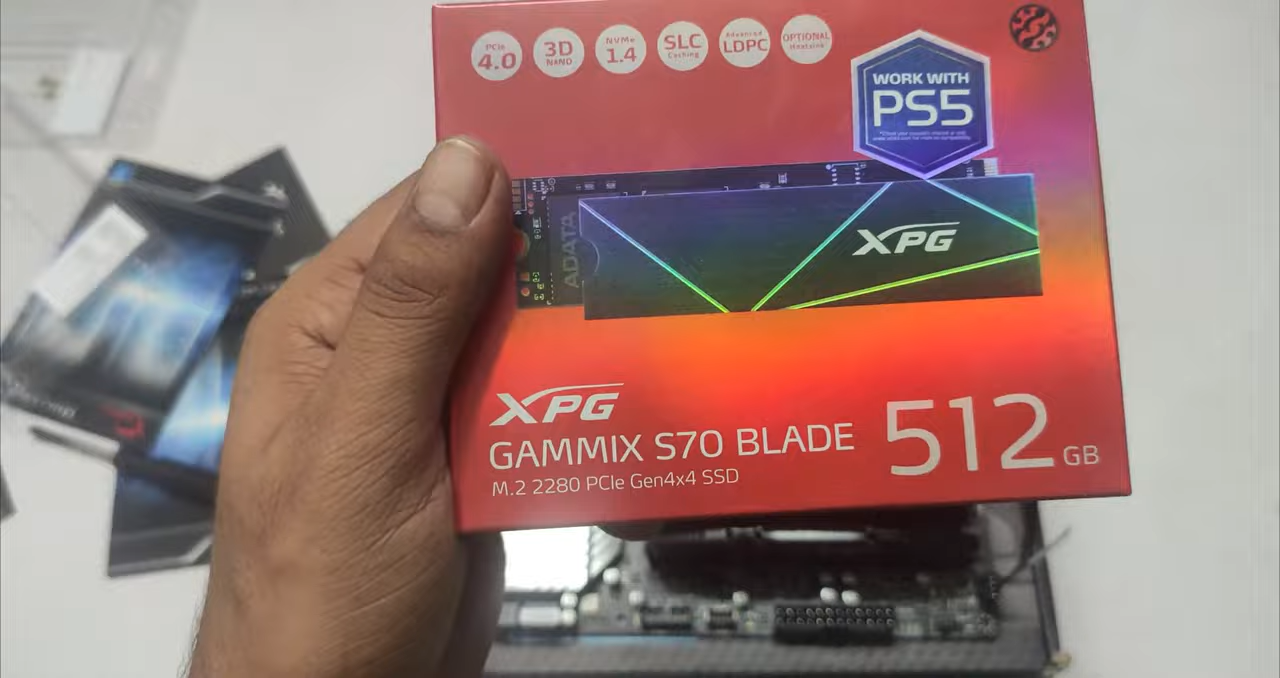 PCIe
4.0
3D
NAND
NVMe
1.4
SLC
Caching
Advanced
LDPC
OPTIONAL
Heatsink
WORK WITH
PS5
ADATA
XPG
XPG
GAMMIX S70 BLADE
512 GB
M.2 2280 PCIe Gen4x4 SSD